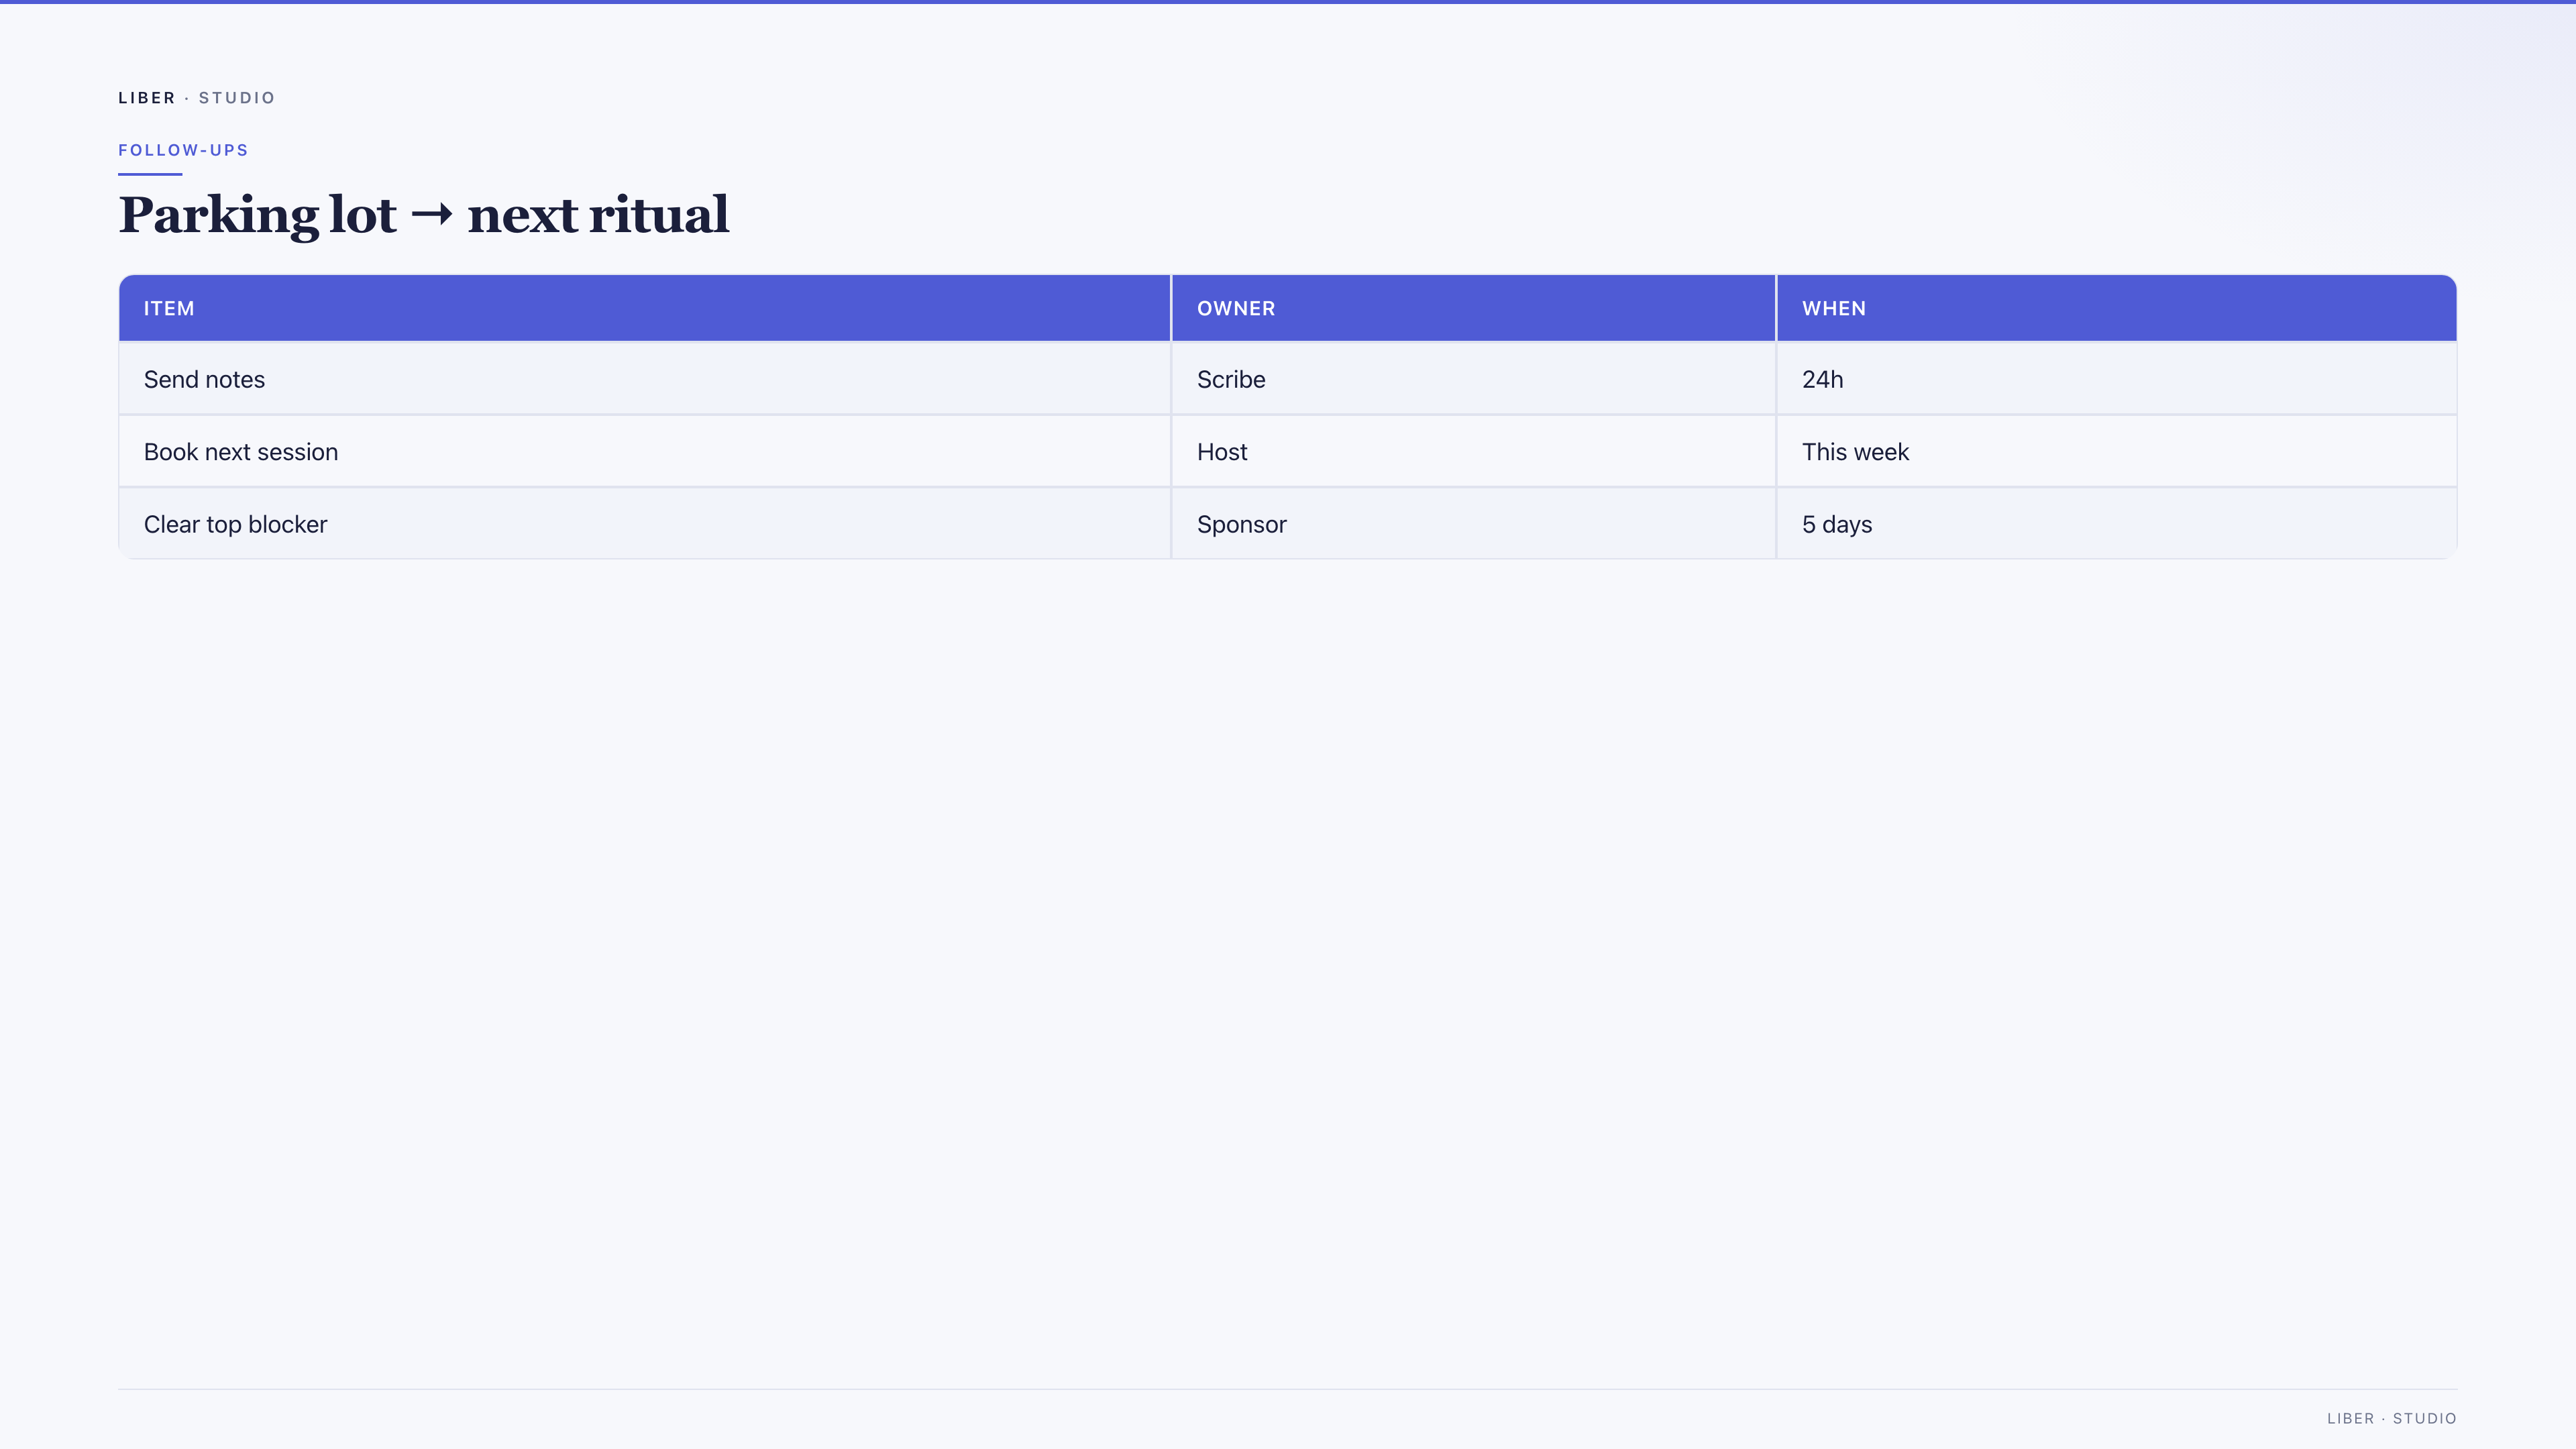 LIBER · STUDIO
FOLLOW-UPS
Parking lot → next ritual
ITEM OWNER WHEN
Send notes Scribe 24h
Book next session Host This week
Clear top blocker Sponsor 5 days
LIBER · STUDIO